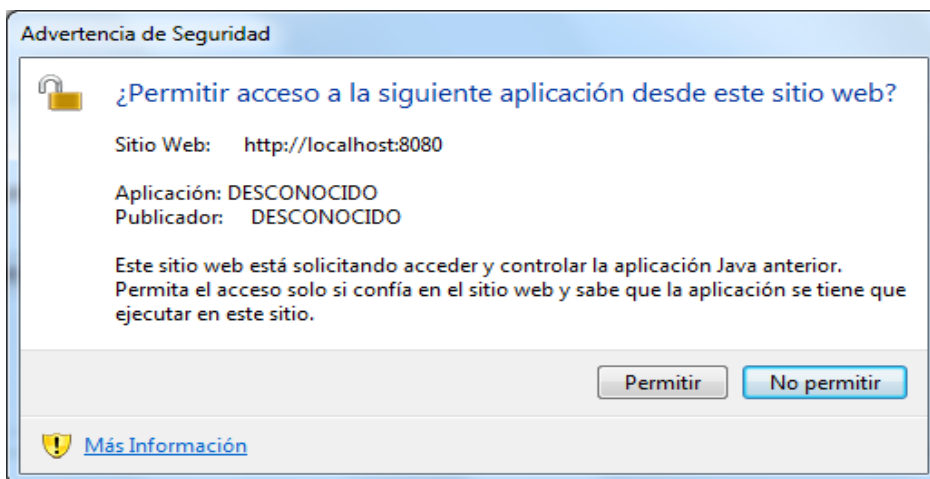 Advertencia de Seguridad
¿Permitir acceso a la siguiente aplicación desde este sitio web?
Sitio Web: http://localhost:8080
Aplicación: DESCONOCIDO
Publicador: DESCONOCIDO
Este sitio web está solicitando acceder y controlar la aplicación Java anterior.
Permita el acceso solo si confía en el sitio web y sabe que la aplicación se tiene que
ejecutar en este sitio.
Permitir No permitir
Más Información